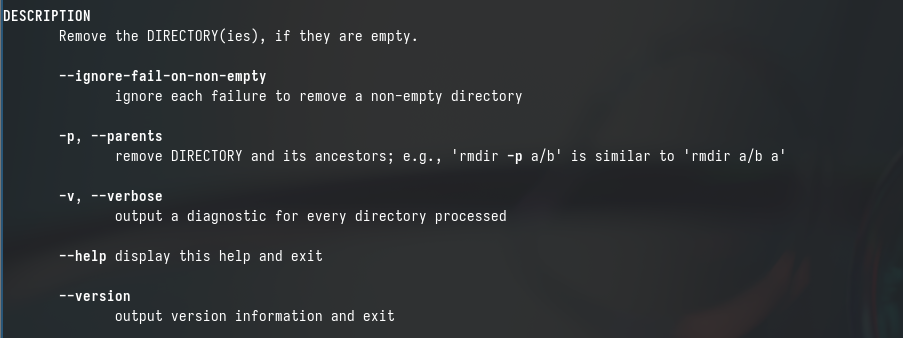 DESCRIPTION
Remove the DIRECTORY(ies), if they are empty.
--ignore-fail-on-non-empty
ignore each failure to remove a non-empty directory
-p, --parents
remove DIRECTORY and its ancestors; e.g., 'rmdir -p a/b' is similar to 'rmdir a/b a'
-v, --verbose
output a diagnostic for every directory processed
--help display this help and exit
--version
output version information and exit